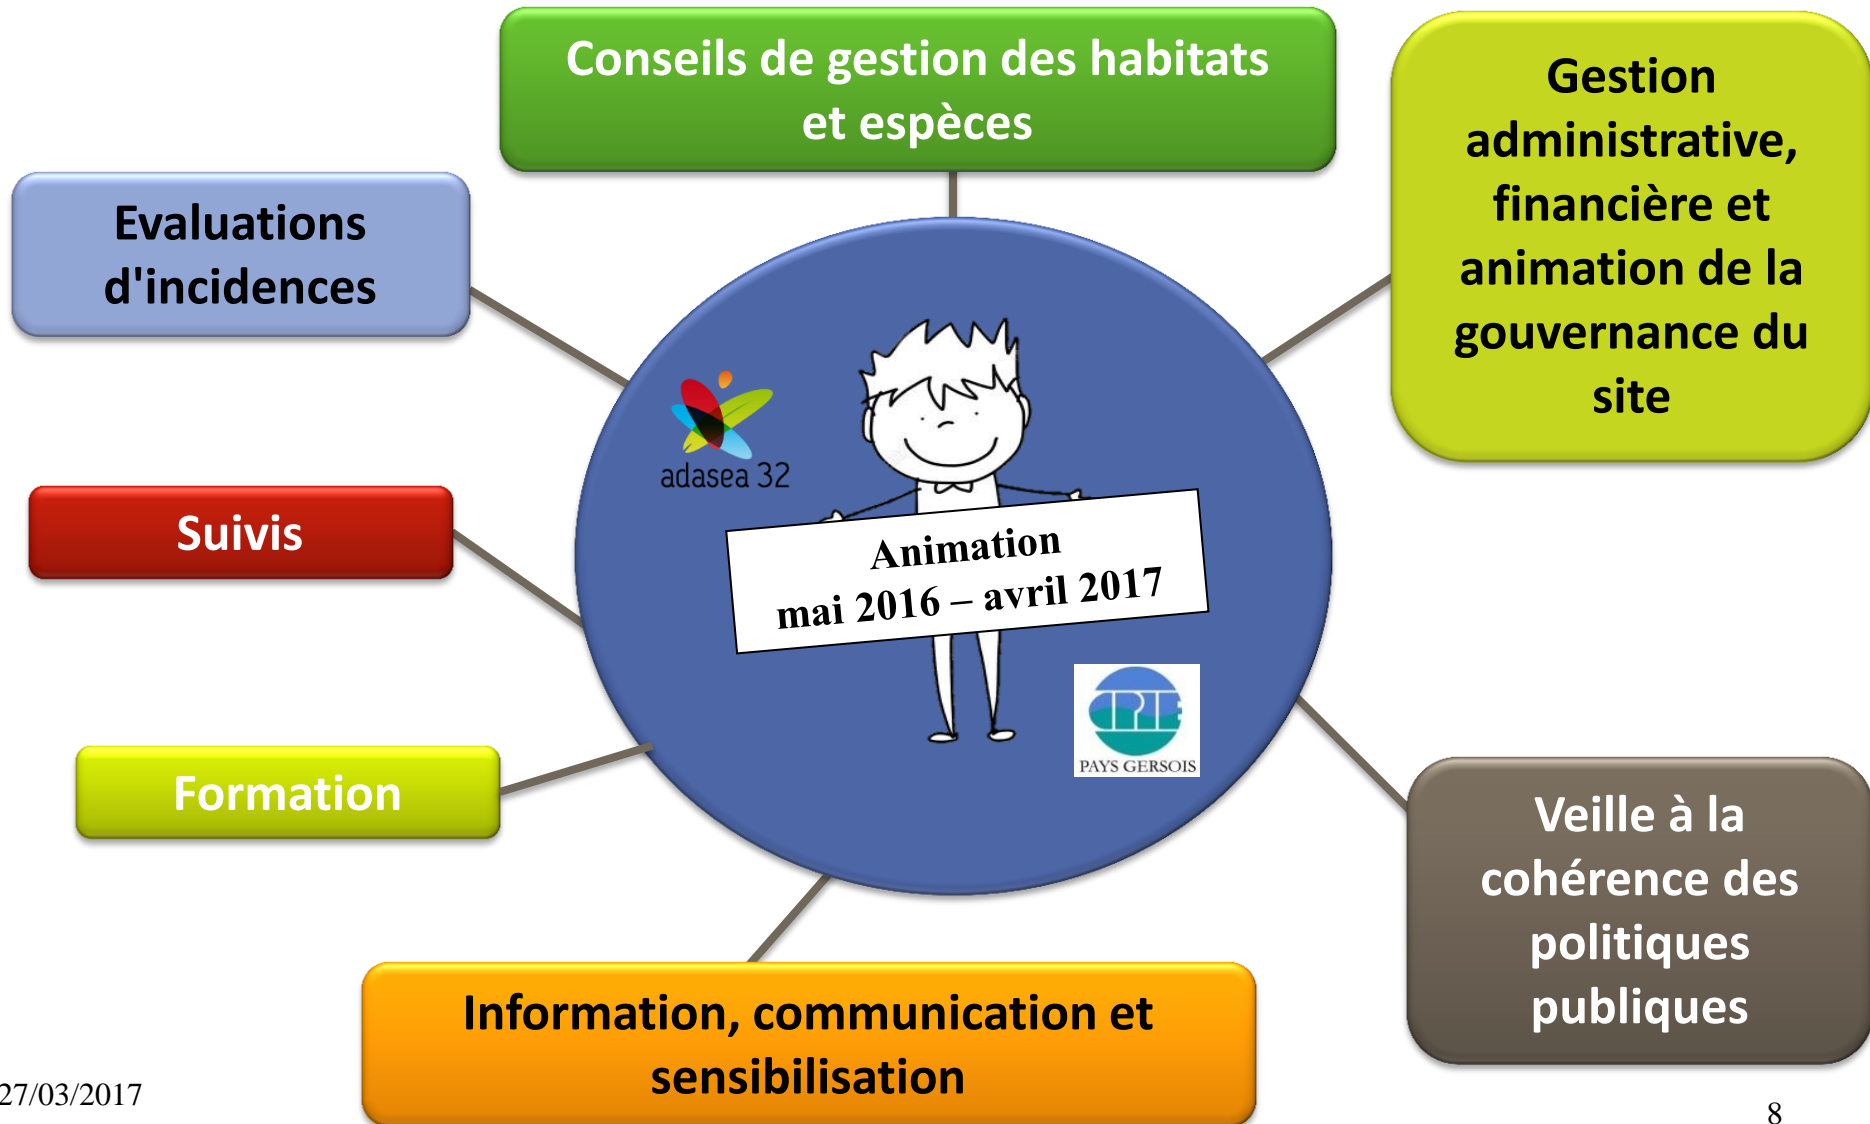 Conseils de gestion des habitats
et espèces
Gestion
administrative,
financière et
animation de la
gouvernance du
site
Evaluations
d'incidences
adasea 32
Suivis
Animation
mai 2016 – avril 2017
CPIE
PAYS GERSOIS
Formation
Veille à la
cohérence des
politiques
publiques
Information, communication et
sensibilisation
27/03/2017
8